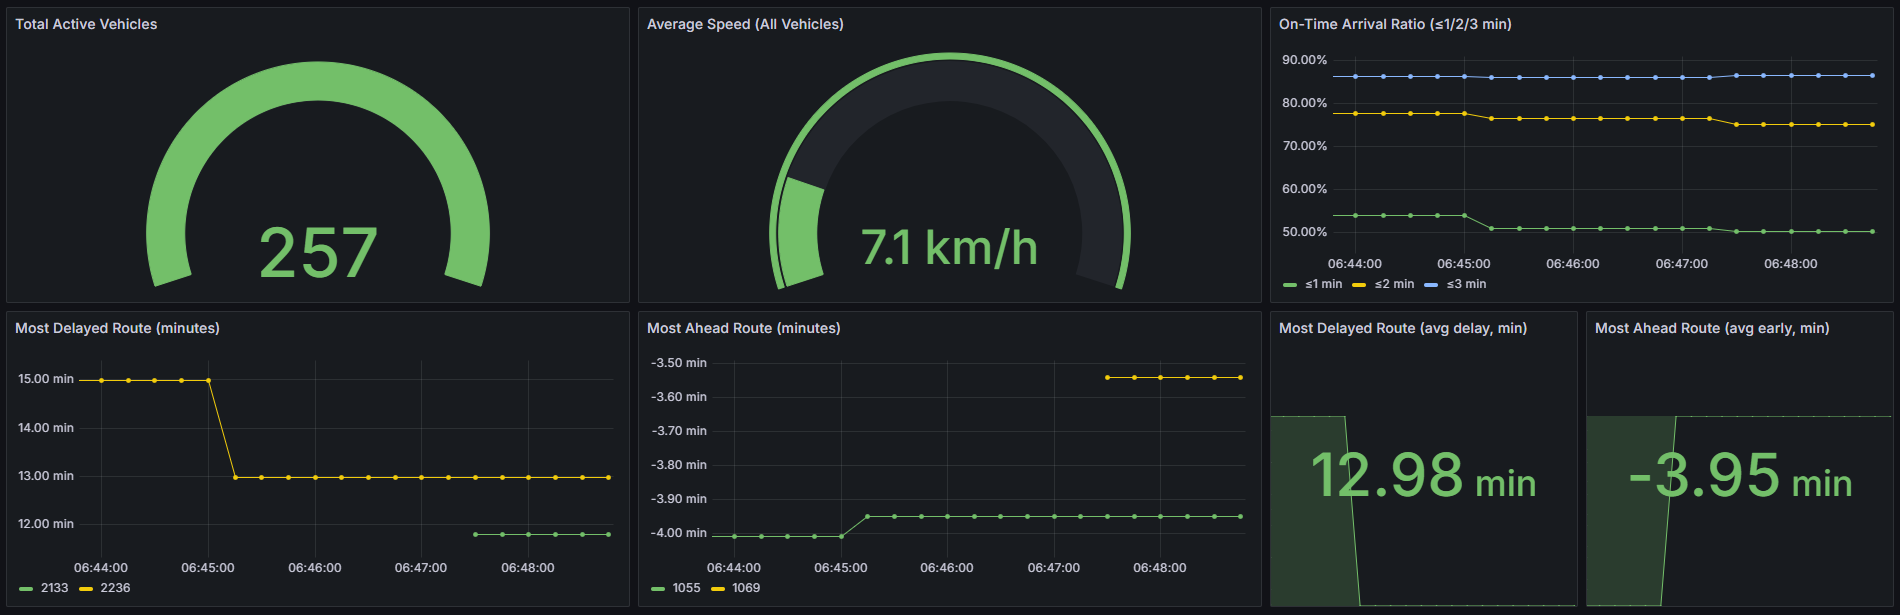 Total Active Vehicles
257
Average Speed (All Vehicles)
7.1 km/h
On-Time Arrival Ratio (≤1/2/3 min)
90.00%
80.00%
70.00%
60.00%
50.00%
06:44:00 06:45:00 06:46:00 06:47:00 06:48:00
≤1 min ≤2 min ≤3 min
Most Delayed Route (minutes)
15.00 min
14.00 min
13.00 min
12.00 min
06:44:00 06:45:00 06:46:00 06:47:00 06:48:00
2133 2236
Most Ahead Route (minutes)
-3.50 min
-3.60 min
-3.70 min
-3.80 min
-3.90 min
-4.00 min
06:44:00 06:45:00 06:46:00 06:47:00 06:48:00
1055 1069
Most Delayed Route (avg delay, min)
12.98 min
Most Ahead Route (avg early, min)
-3.95 min